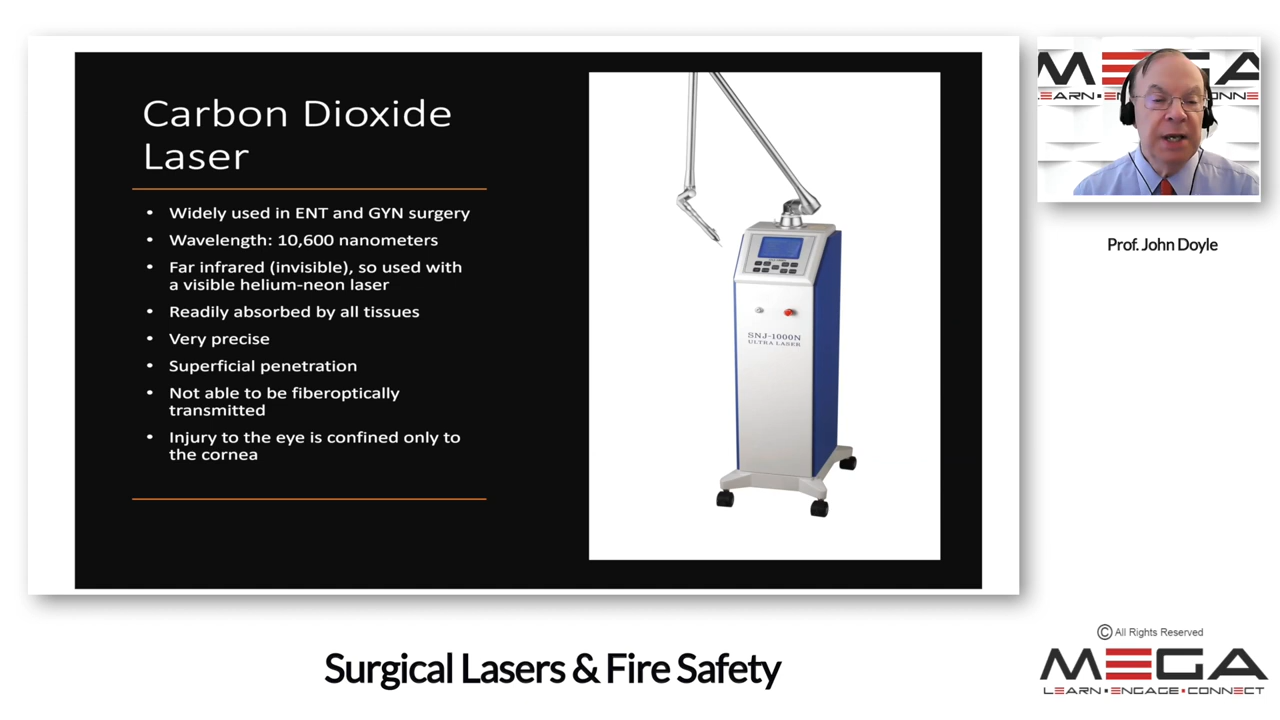 Carbon Dioxide
Laser
• Widely used in ENT and GYN surgery
• Wavelength: 10,600 nanometers
• Far infrared (invisible), so used with
a visible helium-neon laser
• Readily absorbed by all tissues
• Very precise
• Superficial penetration
• Not able to be fiberoptically
transmitted
• Injury to the eye is confined only to
the cornea
SNJ-1000N
ULTRA LASER
MEGA
LEARN ENGAGE CONNECT
Prof. John Doyle
Surgical Lasers & Fire Safety
© All Rights Reserved
MEGA
LEARN • ENGAGE • CONNECT